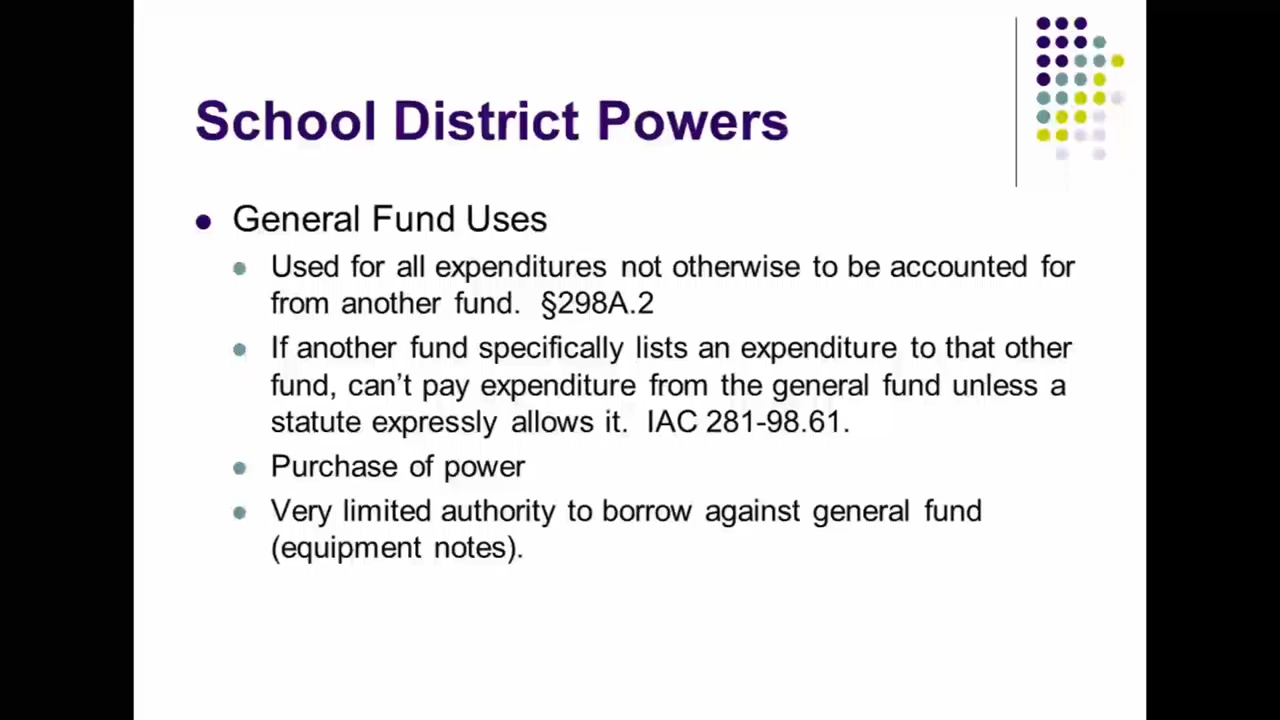 School District Powers
General Fund Uses
Used for all expenditures not otherwise to be accounted for
from another fund. §298A.2
If another fund specifically lists an expenditure to that other
fund, can't pay expenditure from the general fund unless a
statute expressly allows it. IAC 281-98.61.
Purchase of power
Very limited authority to borrow against general fund
(equipment notes).